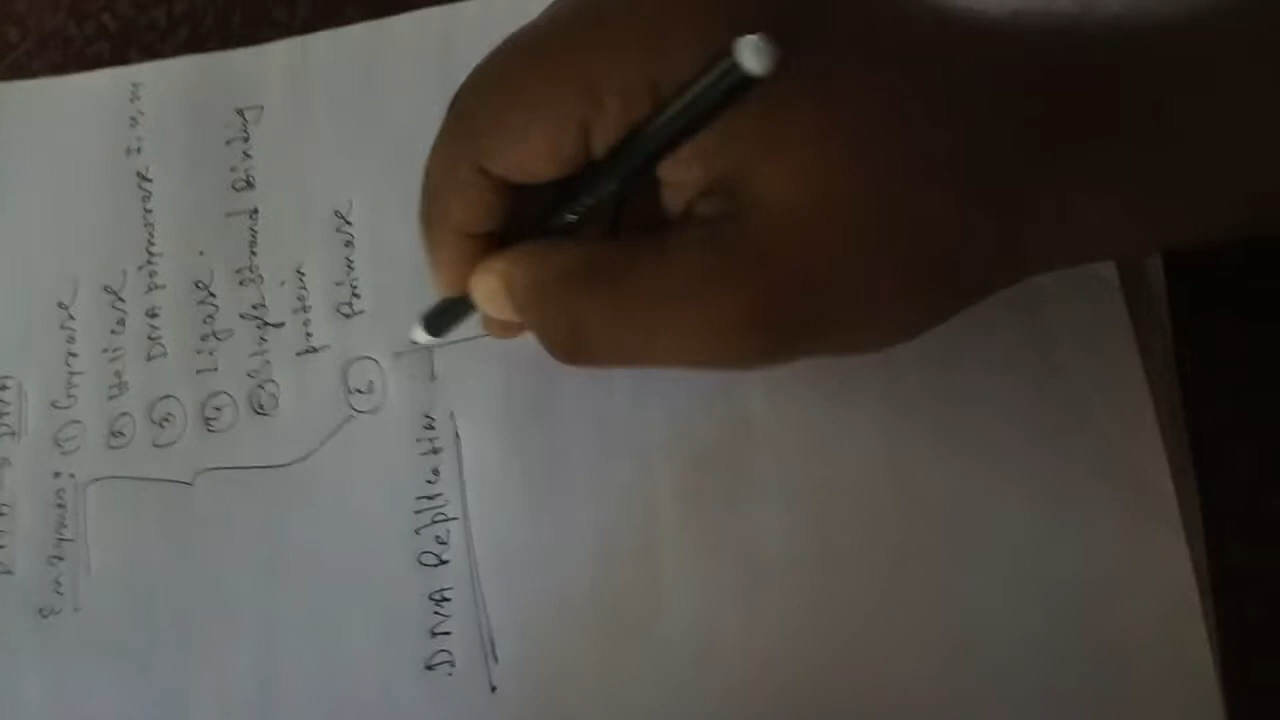 DNA → DNA
Enzymes: (1) Gyrase
(2) Helicase
(3) DNA polymerase I, II, III
(4) Ligase.
(5) Single Strand Binding
protein
(6) Primase
DNA Replication